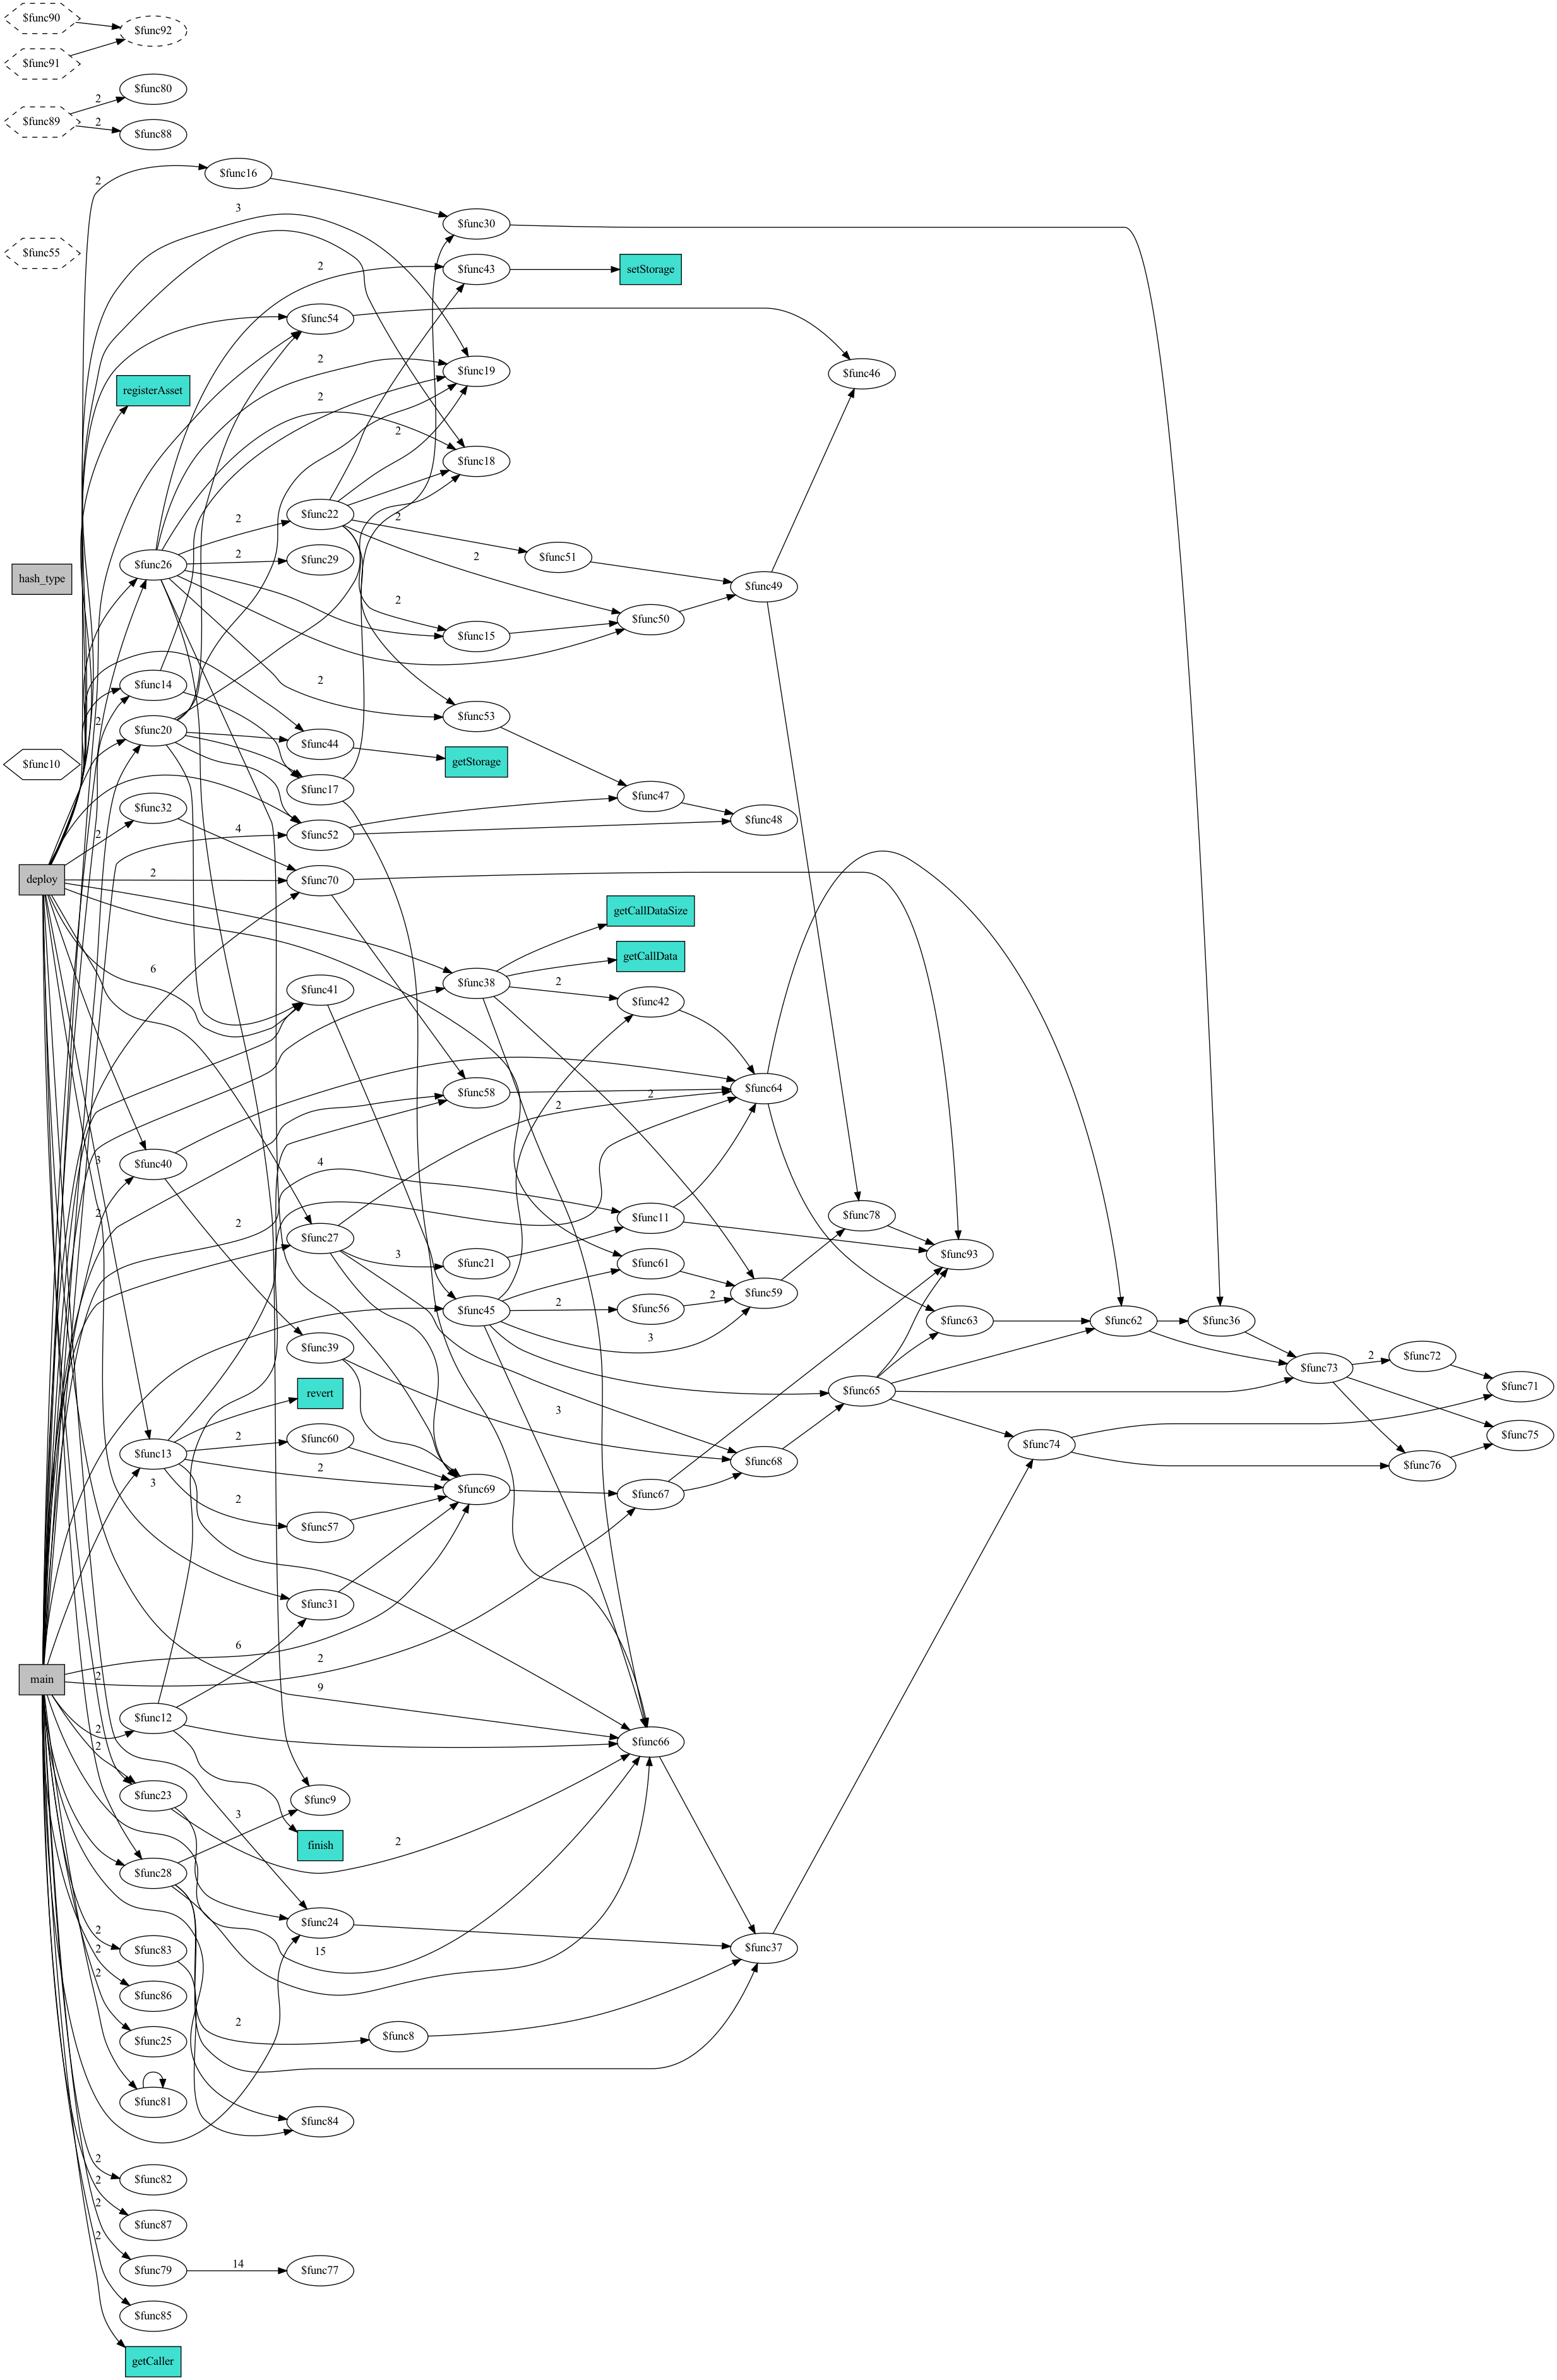 $func90
$func92
$func91
$func80
2
$func89
2
$func88
$func16
2
3
$func30
$func55
2
$func43
setStorage
$func54
2
$func19
$func46
registerAsset
2
2
$func18
$func22
2
2
$func26
2
$func29
2
$func51
hash_type
$func49
2
$func15
$func50
2
$func14
$func53
2
$func20
$func44
getStorage
$func10
$func17
$func47
$func32
$func48
2
4
$func52
deploy
2
$func70
getCallDataSize
getCallData
6
$func41
$func38
2
$func42
$func64
$func58
2
2
3
$func40
4
2
2
$func11
$func78
$func27
3
$func21
$func61
$func93
$func59
$func45
2
$func56
2
$func63
$func62
$func36
3
$func39
2
$func72
$func73
$func71
revert
$func65
3
$func60
2
$func75
$func74
$func13
2
$func68
$func76
3
$func69
$func67
2
$func57
$func31
6
2
main
2
9
$func12
2
2
$func66
$func23
$func9
3
2
finish
$func28
$func24
2
$func83
15
$func37
2
$func86
2
2
$func8
$func25
$func81
$func84
2
$func82
2
2
$func87
2
$func79
14
$func77
$func85
getCaller